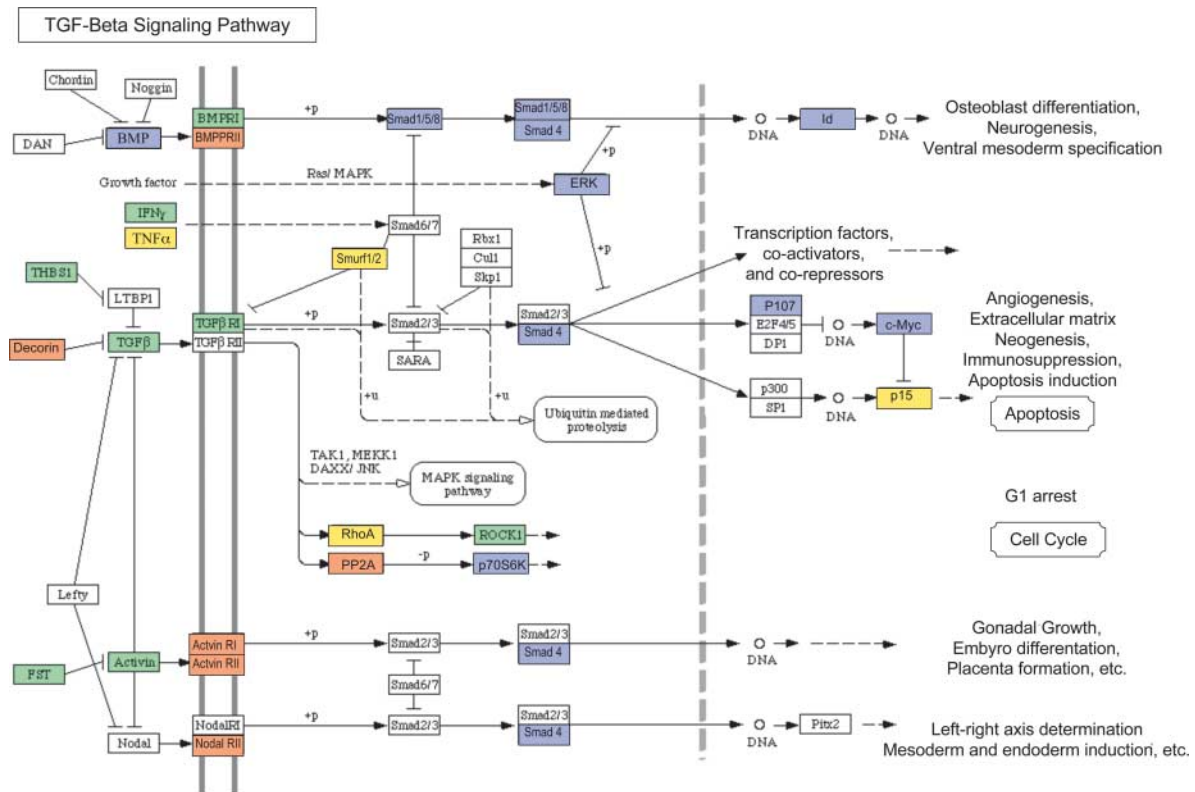 TGF-Beta Signaling Pathway
Chordin
Noggin
DAN
BMP
BMPRI
BMPPRII
+p
Smad1/5/8
Smad1/5/8
Smad 4
DNA
Id
DNA
Osteoblast differentiation,
Neurogenesis,
Ventral mesoderm specification
Growth factor
Ras/ MAPK
ERK
+p
+p
IFNγ
TNFα
Smad6/7
Smurf1/2
Rbx1
Cul1
Skp1
THBS1
LTBP1
Decorin
TGFβ
TGFβ RI
TGFβ RII
+p
Smad2/3
SARA
Smad2/3
Smad 4
Transcription factors,
co-activators,
and co-repressors
P107
E2F4/5
DP1
DNA
c-Myc
p300
SP1
DNA
p15
Angiogenesis,
Extracellular matrix
Neogenesis,
Immunosuppression,
Apoptosis induction
Apoptosis
+u
+u
Ubiquitin mediated
proteolysis
TAK1, MEKK1
DAXX/ JNK
MAPK signaling
pathway
G1 arrest
Cell Cycle
RhoA
ROCK1
PP2A
-p
p70S6K
Lefty
FST
Activin
Actvin RI
Actvin RII
+p
Smad2/3
Smad2/3
Smad 4
DNA
Gonadal Growth,
Embyro differentation,
Placenta formation, etc.
Smad6/7
Nodal
NodalRI
Nodal RII
+p
Smad2/3
Smad2/3
Smad 4
DNA
Pitx2
Left-right axis determination
Mesoderm and endoderm induction, etc.